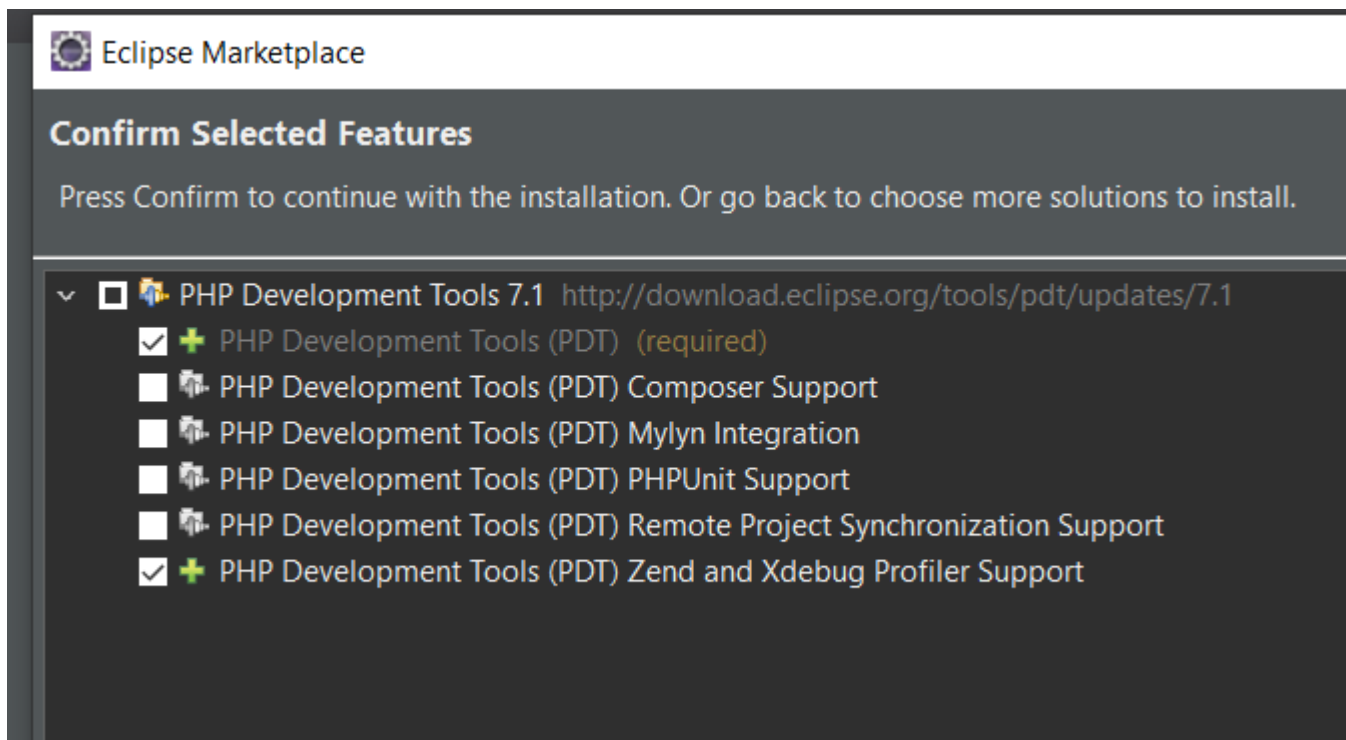 Eclipse Marketplace
Confirm Selected Features
Press Confirm to continue with the installation. Or go back to choose more solutions to install.
PHP Development Tools 7.1 http://download.eclipse.org/tools/pdt/updates/7.1
PHP Development Tools (PDT) (required)
PHP Development Tools (PDT) Composer Support
PHP Development Tools (PDT) Mylyn Integration
PHP Development Tools (PDT) PHPUnit Support
PHP Development Tools (PDT) Remote Project Synchronization Support
PHP Development Tools (PDT) Zend and Xdebug Profiler Support